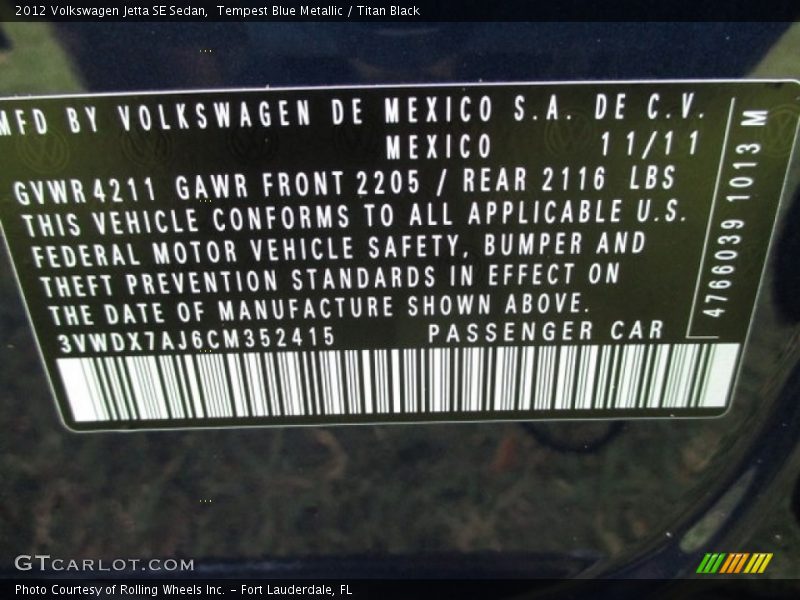 2012 Volkswagen Jetta SE Sedan, Tempest Blue Metallic / Titan Black
MFD BY VOLKSWAGEN DE MEXICO S.A. DE C.V.
MEXICO 11/11
GVWR 4211 GAWR FRONT 2205 / REAR 2116 LBS
THIS VEHICLE CONFORMS TO ALL APPLICABLE U.S.
FEDERAL MOTOR VEHICLE SAFETY, BUMPER AND
THEFT PREVENTION STANDARDS IN EFFECT ON
THE DATE OF MANUFACTURE SHOWN ABOVE.
3VWDX7AJ6CM352415 PASSENGER CAR
4766039 1013 M
GTCARLOT.COM
Photo Courtesy of Rolling Wheels Inc. - Fort Lauderdale, FL